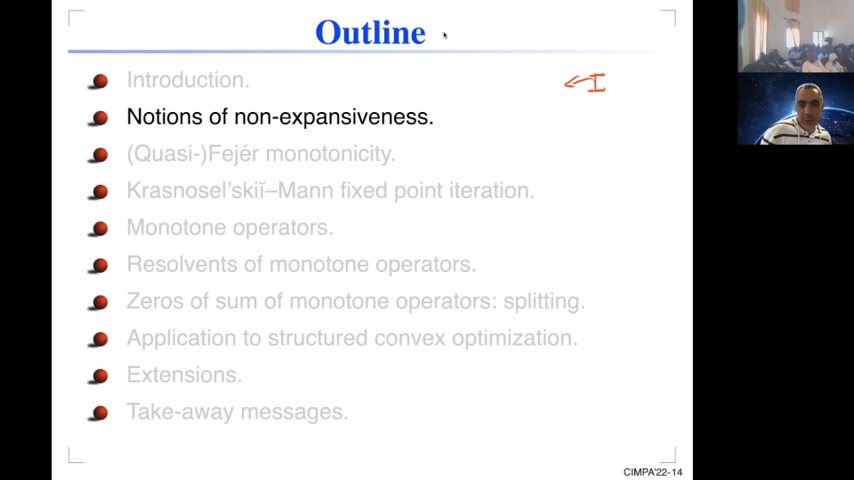 Outline
Introduction.
Notions of non-expansiveness.
(Quasi-)Fejér monotonicity.
Krasnosel'skiĭ–Mann fixed point iteration.
Monotone operators.
Resolvents of monotone operators.
Zeros of sum of monotone operators: splitting.
Application to structured convex optimization.
Extensions.
Take-away messages.
CIMPA'22-14